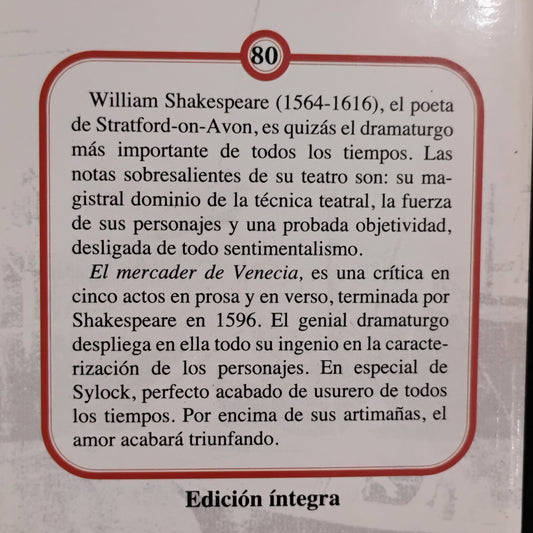 80
William Shakespeare (1564-1616), el poeta
de Stratford-on-Avon, es quizás el dramaturgo
más importante de todos los tiempos. Las
notas sobresalientes de su teatro son: su ma-
gistral dominio de la técnica teatral, la fuerza
de sus personajes y una probada objetividad,
desligada de todo sentimentalismo.
El mercader de Venecia, es una crítica en
cinco actos en prosa y en verso, terminada por
Shakespeare en 1596. El genial dramaturgo
despliega en ella todo su ingenio en la caracte-
rización de los personajes. En especial de
Sylock, perfecto acabado de usurero de todos
los tiempos. Por encima de sus artimañas, el
amor acabará triunfando.
Edición íntegra